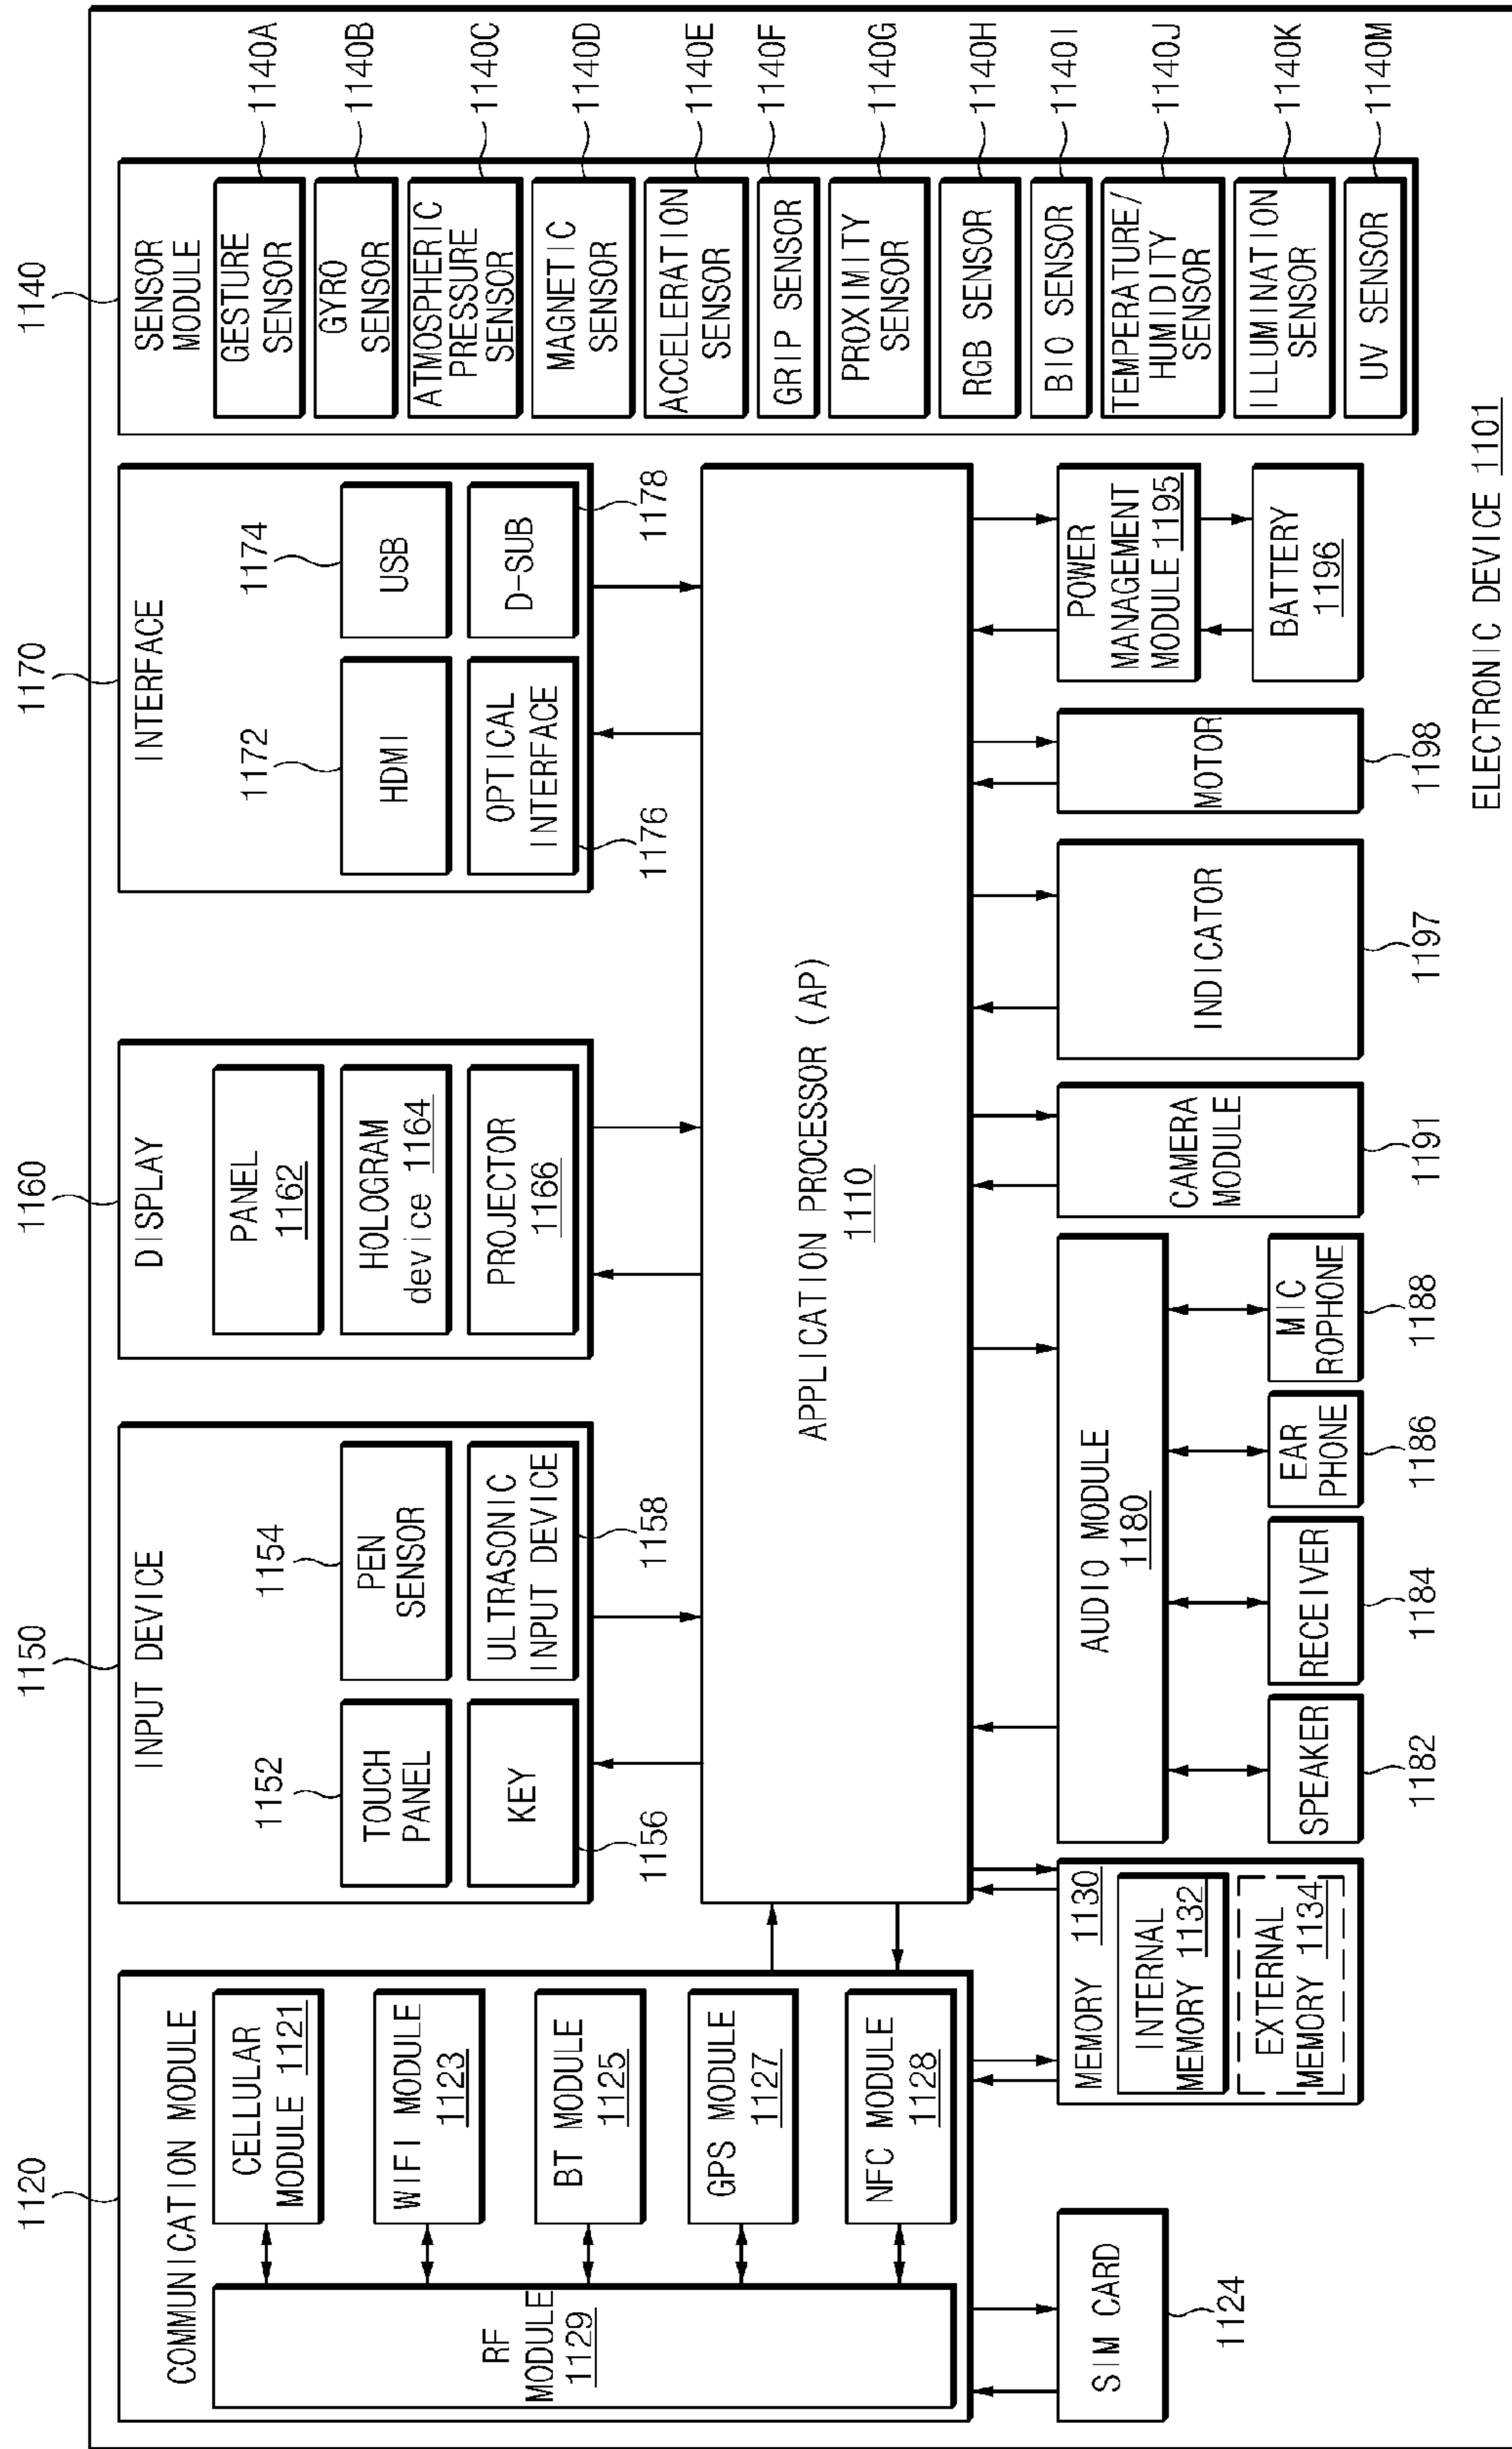 1120
COMMUNICATION MODULE
CELLULAR
MODULE 1121
WIFI MODULE
1123
BT MODULE
1125
GPS MODULE
1127
NFC MODULE
1128
RF
MODULE
1129
SIM CARD
1124
1150
INPUT DEVICE
1152
1154
TOUCH
PANEL
PEN
SENSOR
KEY
ULTRASONIC
INPUT DEVICE
1156
1158
1160
DISPLAY
PANEL
1162
HOLOGRAM
device 1164
PROJECTOR
1166
1170
INTERFACE
1172
1174
HDMI
USB
OPTICAL
INTERFACE
D-SUB
1176
1178
1140
SENSOR
MODULE
GESTURE
SENSOR
1140A
GYRO
SENSOR
1140B
ATMOSPHERIC
PRESSURE
SENSOR
1140C
MAGNETIC
SENSOR
1140D
ACCELERATION
SENSOR
1140E
GRIP SENSOR
1140F
PROXIMITY
SENSOR
1140G
RGB SENSOR
1140H
BIO SENSOR
1140I
TEMPERATURE/
HUMIDITY
SENSOR
1140J
ILLUMINATION
SENSOR
1140K
UV SENSOR
1140M
APPLICATION PROCESSOR (AP)
1110
MEMORY 1130
INTERNAL
MEMORY 1132
EXTERNAL
MEMORY 1134
AUDIO MODULE
1180
SPEAKER
1182
RECEIVER
1184
EAR
PHONE
1186
MIC
ROPHONE
1188
CAMERA
MODULE
1191
INDICATOR
1197
MOTOR
1198
POWER
MANAGEMENT
MODULE 1195
BATTERY
1196
ELECTRONIC DEVICE 1101